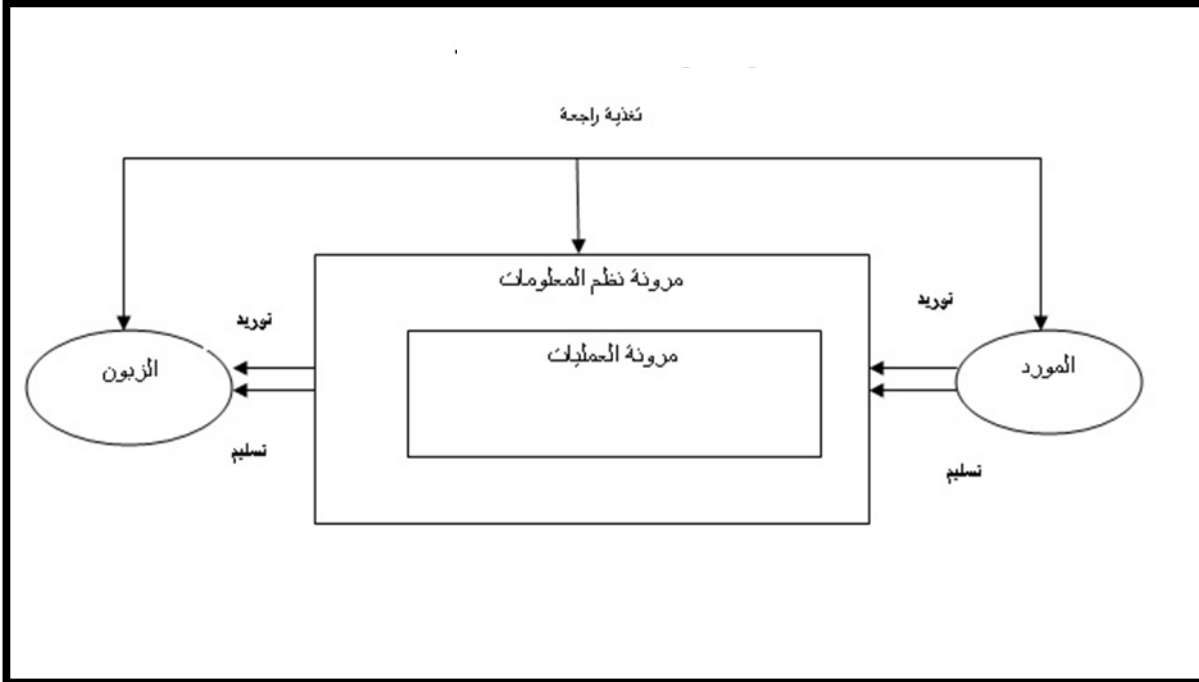 تغذية راجعة
مرونة نظم المعلومات
توريد
توريد
مرونة العمليات
المورد
الزبون
تسليم
تسليم